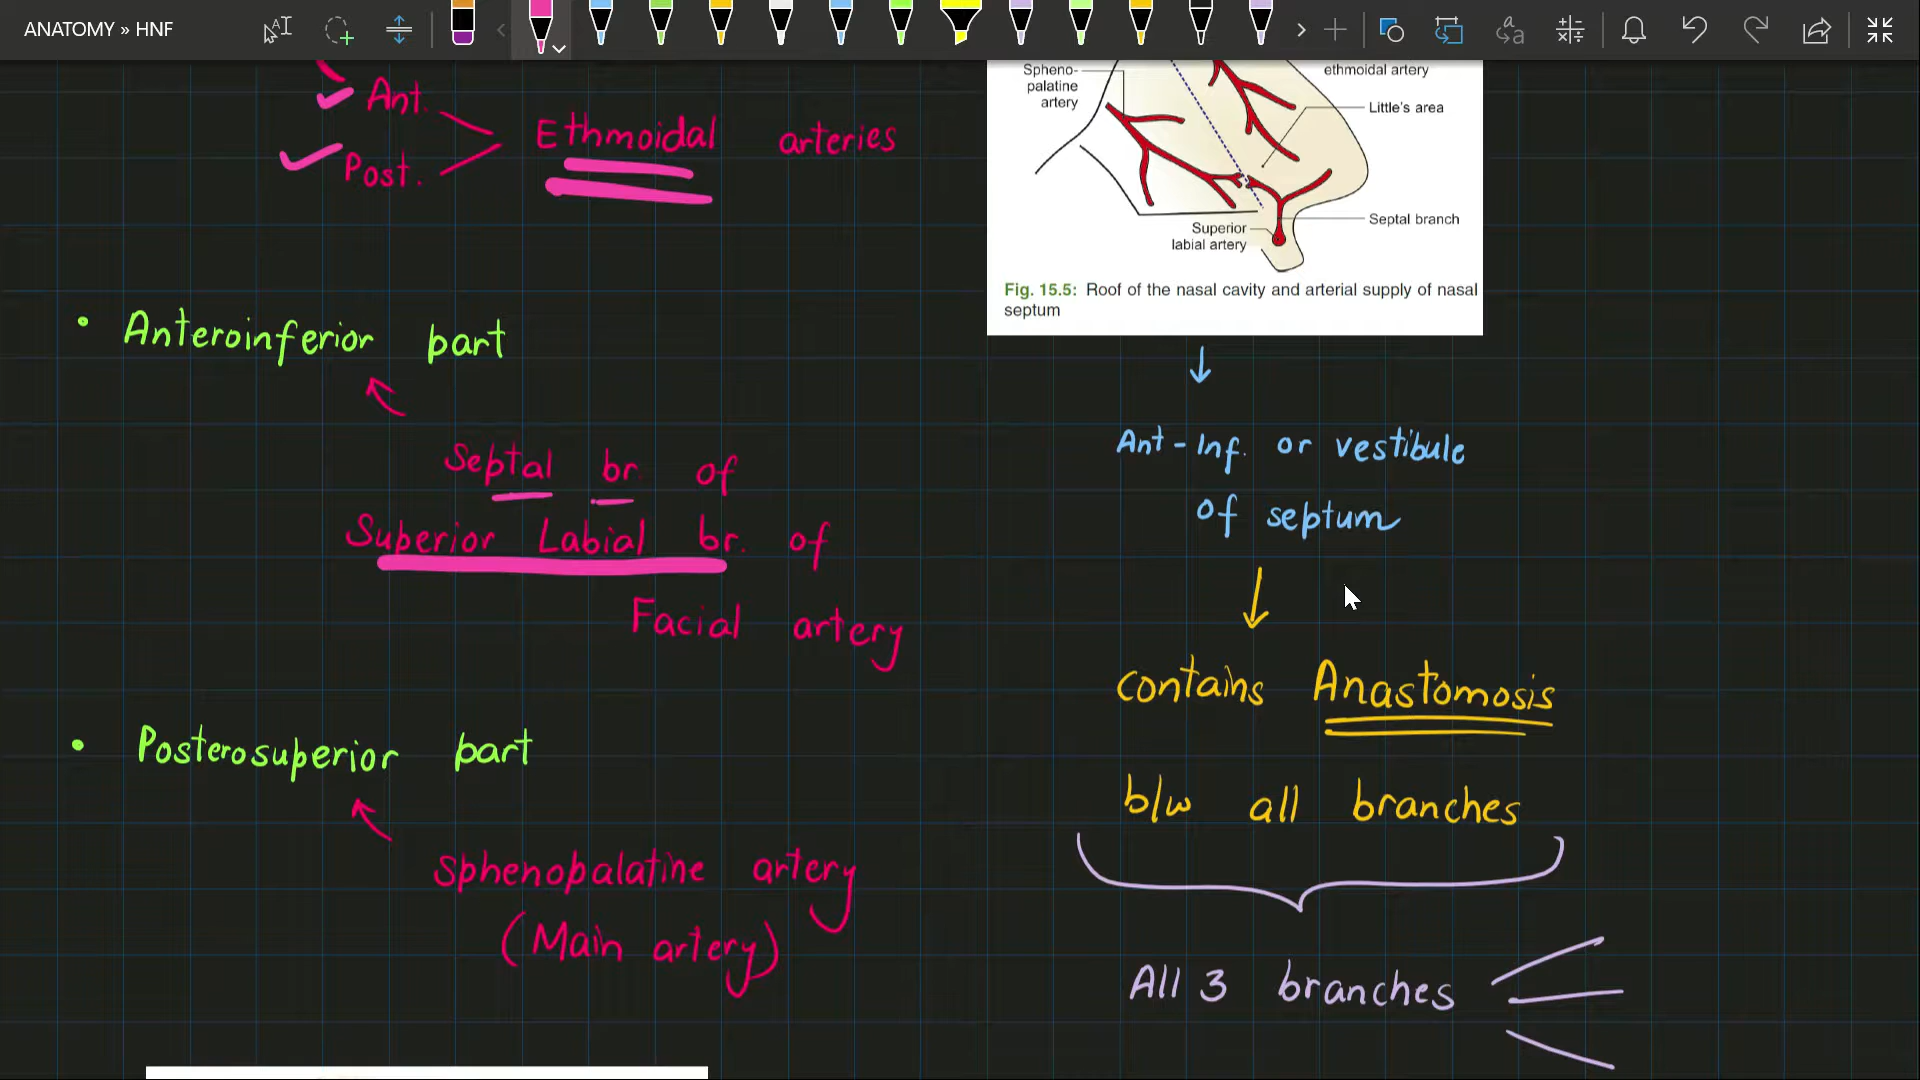 ANATOMY » HNF
Ant.
Post.
Ethmoidal arteries
• Anteroinferior part
Septal br of
Superior Labial br. of
Facial artery
• Posterosuperior part
Sphenopalatine artery
(Main artery)
Spheno-
palatine
artery
ethmoidal artery
Little's area
Septal branch
Superior
labial artery
Fig. 15.5: Roof of the nasal cavity and arterial supply of nasal
septum
Ant-Inf. or vestibule
of septum
contains Anastomosis
b/w all branches
All 3 branches